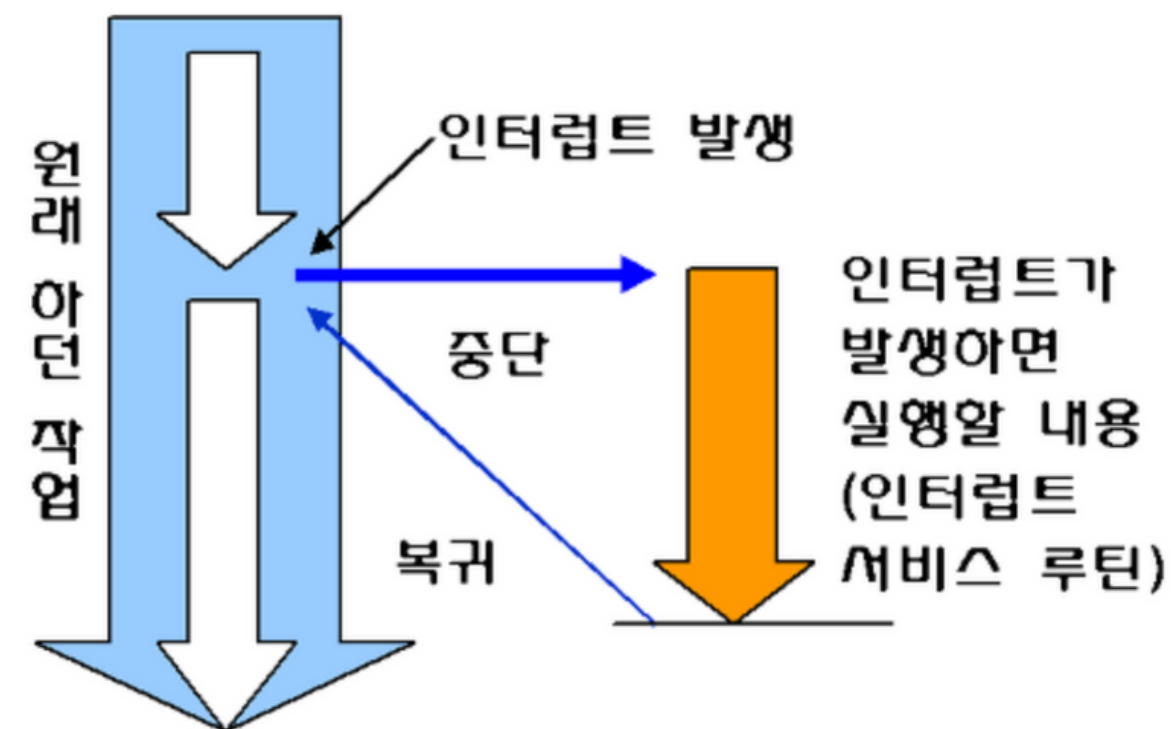 원래 하던 작업
인터럽트 발생
중단
복귀
인터럽트가
발생하면
실행할 내용
(인터럽트
서비스 루틴)